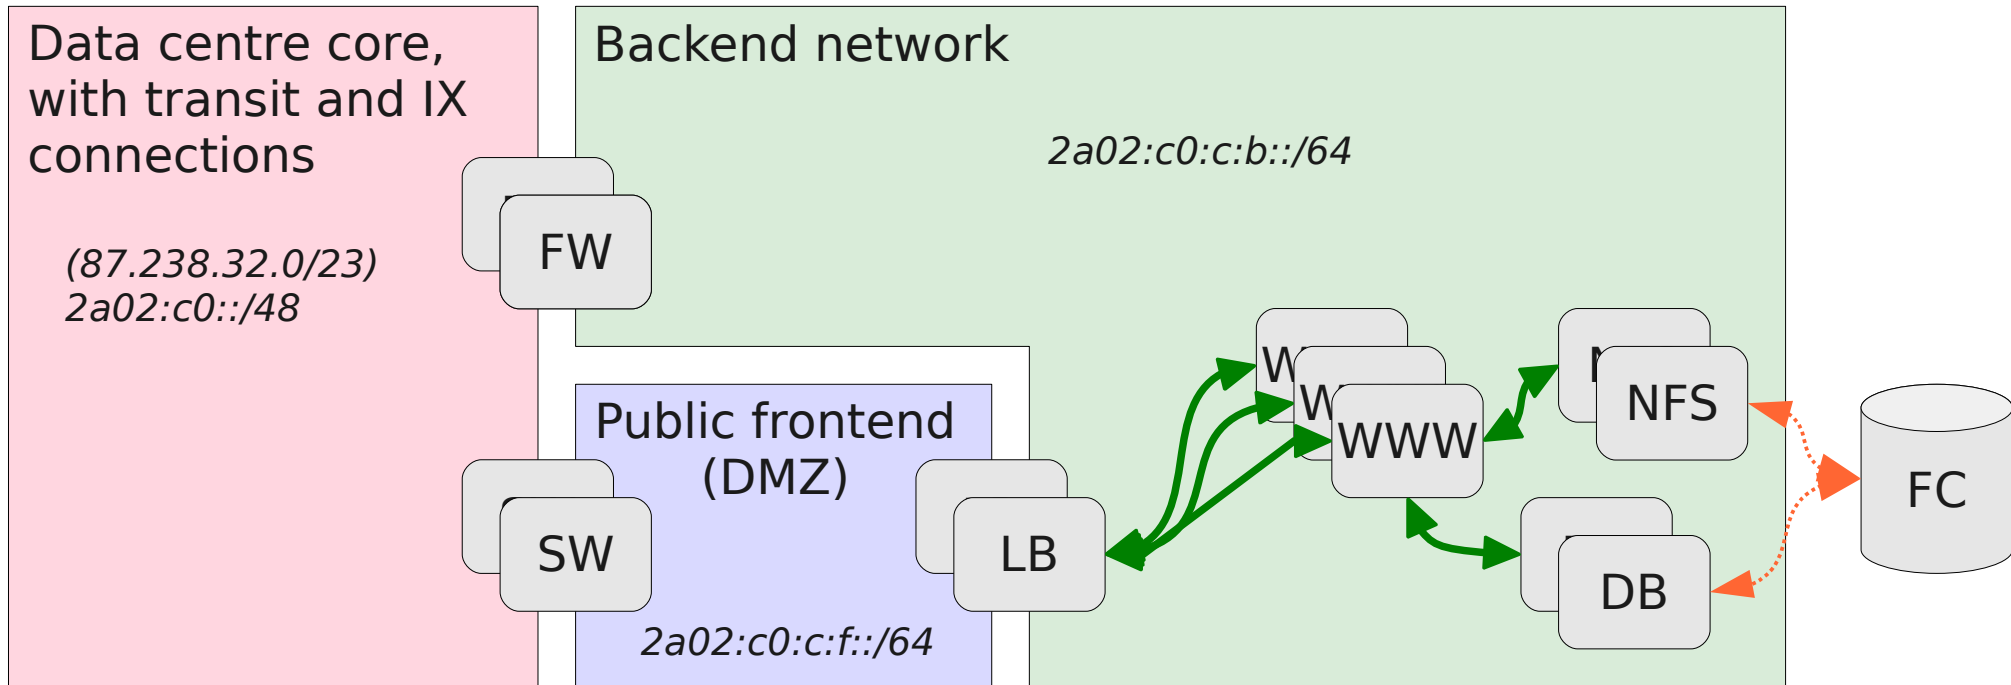 Data centre core,
with transit and IX
connections
(87.238.32.0/23)
2a02:c0::/48
Backend network
2a02:c0:c:b::/64
FW
Public frontend
(DMZ)
2a02:c0:c:f::/64
SW
LB
W
W
WWW
NFS
DB
FC